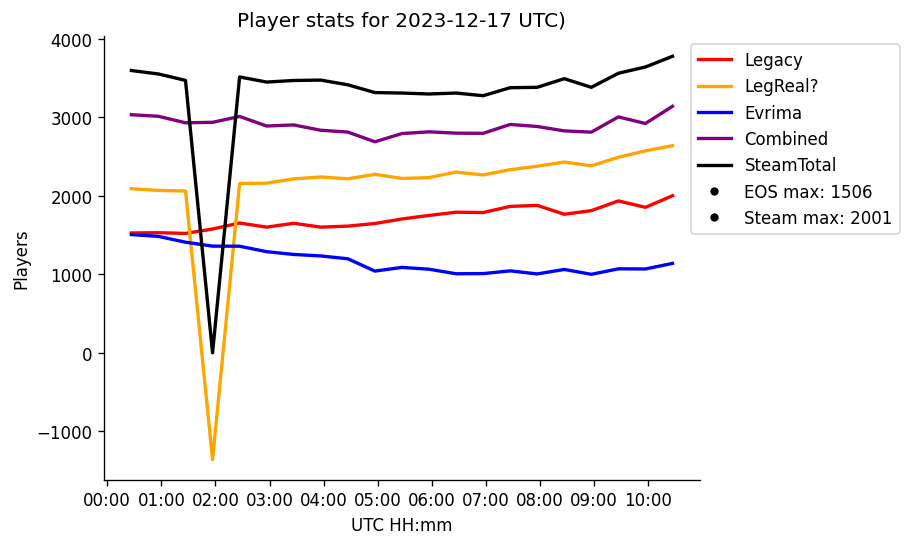 Player stats for 2023-12-17 UTC)
4000
3000
2000
1000
0
−1000
Players
00:00 01:00 02:00 03:00 04:00 05:00 06:00 07:00 08:00 09:00 10:00
UTC HH:mm
Legacy
LegReal?
Evrima
Combined
SteamTotal
EOS max: 1506
Steam max: 2001